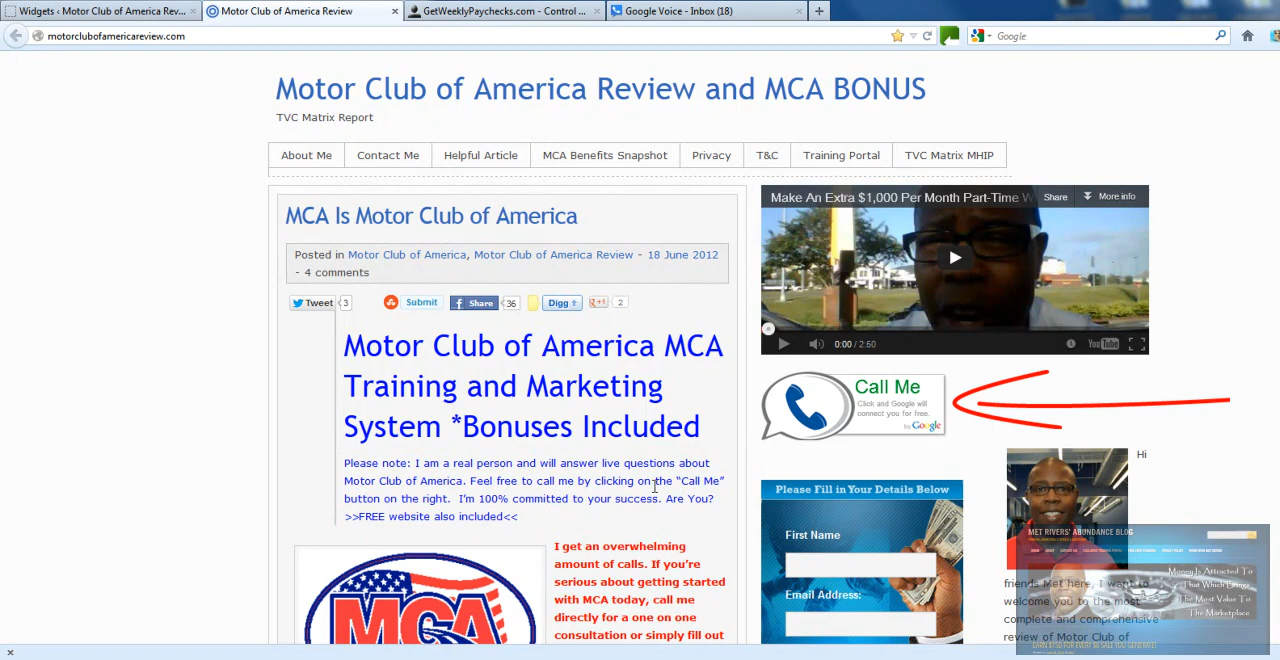 Widgets ‹ Motor Club of America Rev...
Motor Club of America Review
GetWeeklyPaychecks.com - Control ...
Google Voice - Inbox (18)
motorclubofamericareview.com
Google
Motor Club of America Review and MCA BONUS
TVC Matrix Report
About Me
Contact Me
Helpful Article
MCA Benefits Snapshot
Privacy
T&C
Training Portal
TVC Matrix MHIP
MCA Is Motor Club of America
Posted in Motor Club of America, Motor Club of America Review - 18 June 2012
- 4 comments
Tweet 3
Submit
Share 36
Digg
+1 2
Motor Club of America MCA
Training and Marketing
System *Bonuses Included
Please note: I am a real person and will answer live questions about
Motor Club of America. Feel free to call me by clicking on the “Call Me”
button on the right.  I’m 100% committed to your success. Are You?
>>FREE website also included<<
MCA
I get an overwhelming
amount of calls. If you’re
serious about getting started
with MCA today, call me
directly for a one on one
consultation or simply fill out
Make An Extra $1,000 Per Month Part-Time W
Share
More info
0:00 / 2:50
YouTube
Call Me
Click and Google will
connect you for free.
by Google
Please Fill in Your Details Below
First Name
Email Address:
Hi
friends Met here, I want to
welcome you to the most
complete and comprehensive
review of Motor Club of
MET RIVERS' ABUNDANCE BLOG
Money Is Attracted To
That Which Brings
The Most Value To
The Marketplace
EARN $150 FOR EVERY $0 SALE YOU GENERATE!